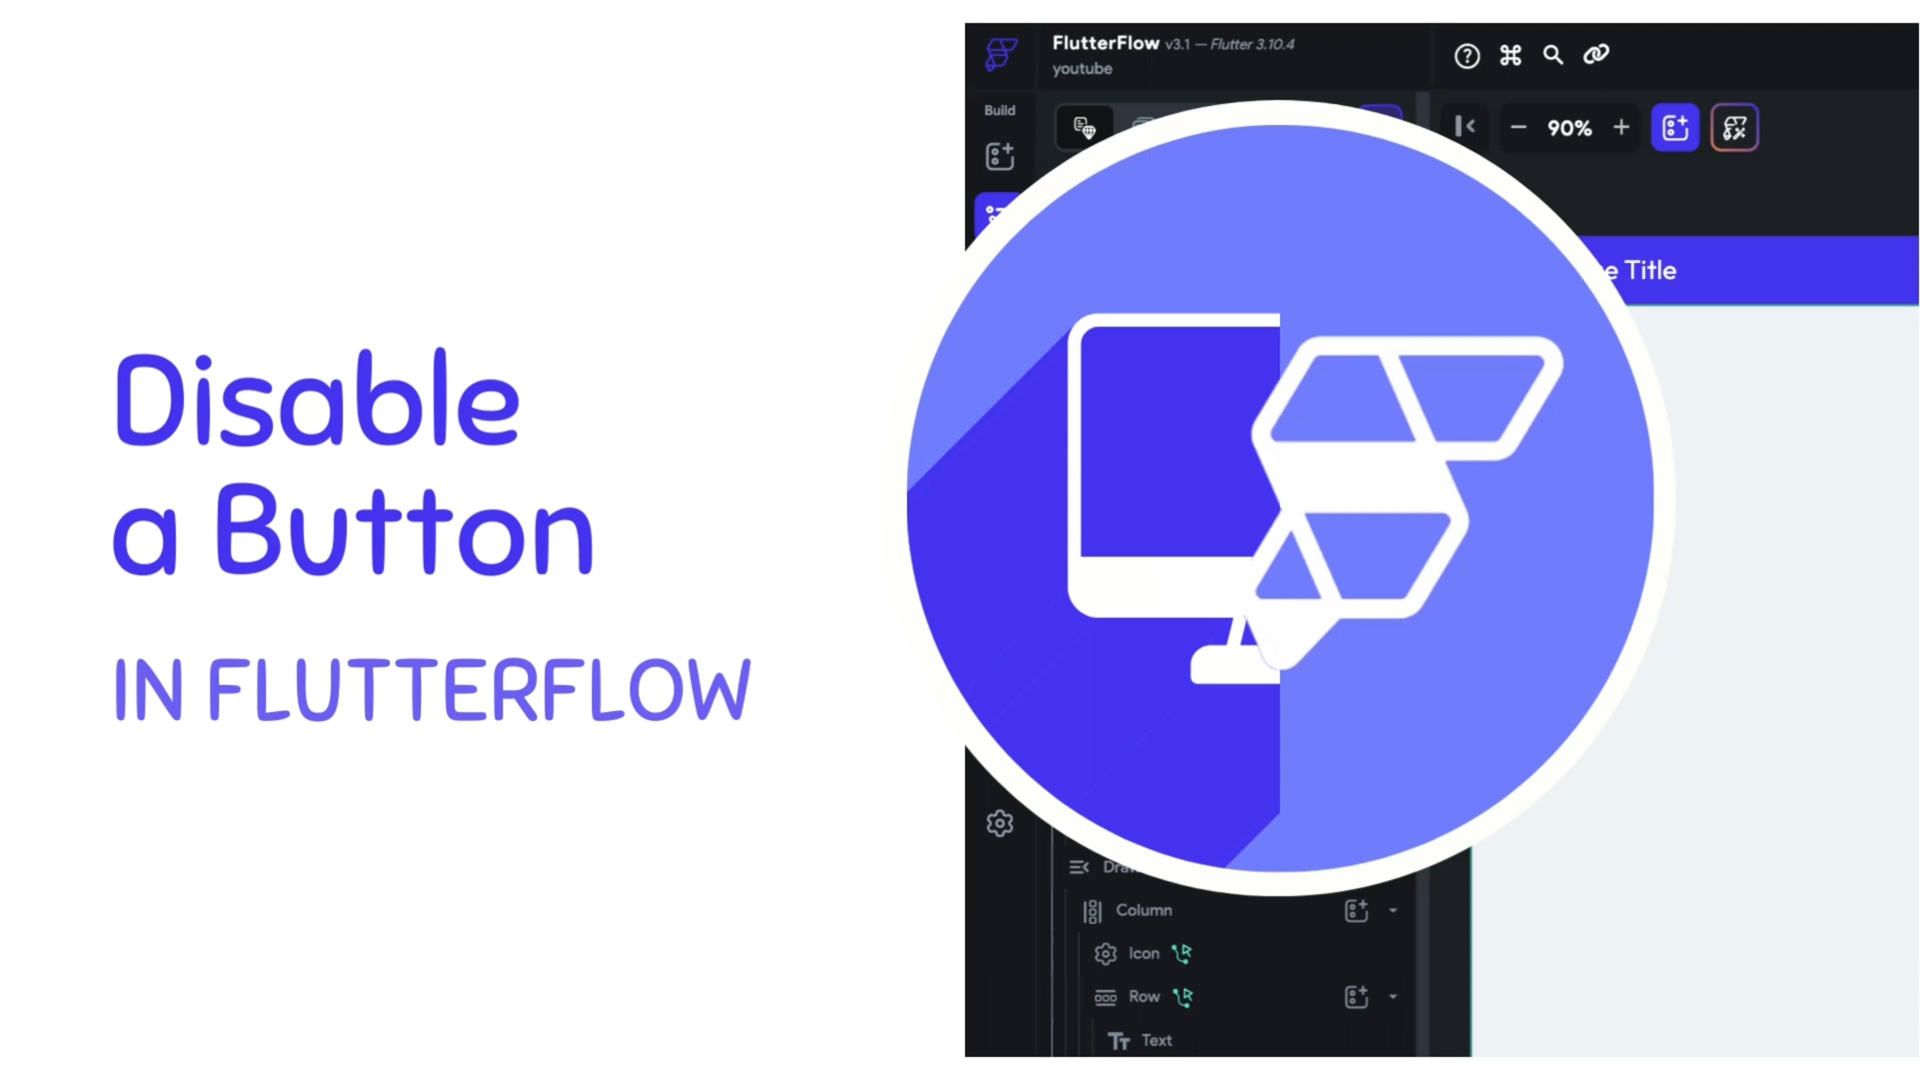 Disable
a Button
IN FLUTTERFLOW
FlutterFlow v3.1 — Flutter 3.10.4
youtube
Build
90%
Title
Column
Icon
Row
Text